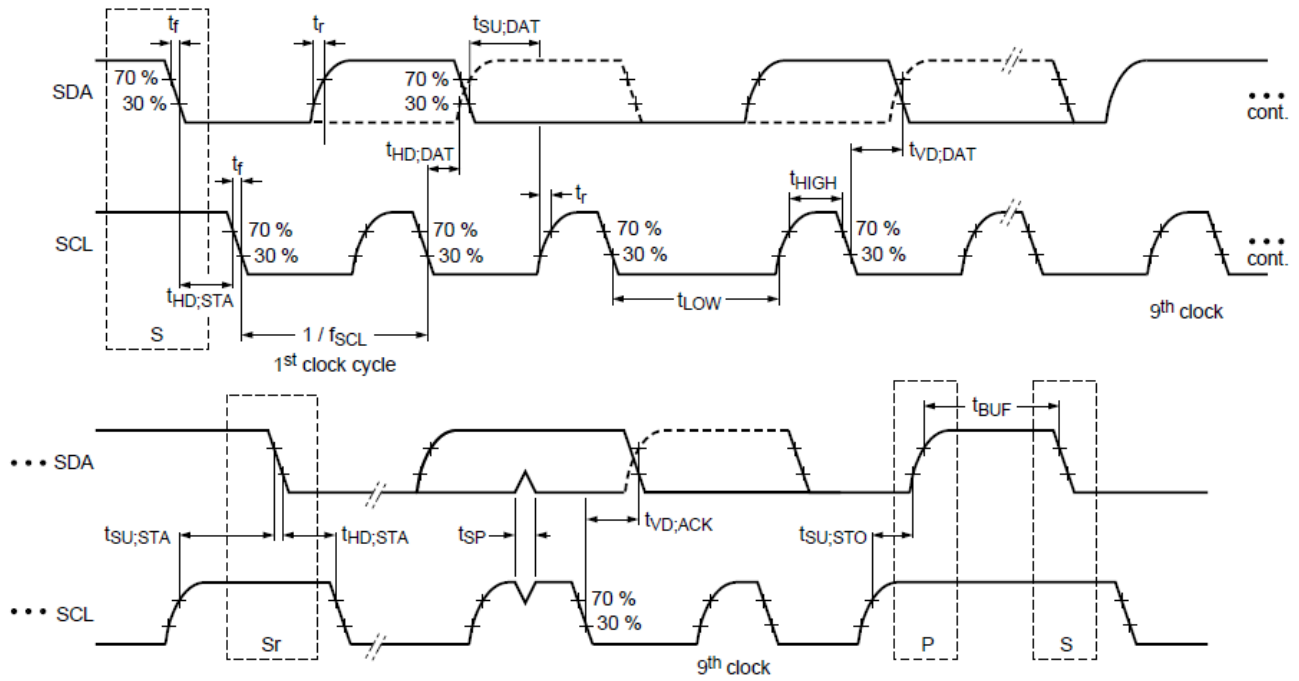 tf tr tSU;DAT
70 % 70 %
SDA
30 % 30 %
••• cont.
tHD;DAT tVD;DAT
tf tr tHIGH
70 % 70 % 70 % 70 %
SCL
30 % 30 % 30 % 30 %
••• cont.
tHD;STA tLOW
9th clock
S 1 / fSCL
1st clock cycle
tBUF
••• SDA
tSU;STA tHD;STA tSP tVD;ACK tSU;STO
70 %
••• SCL
30 %
Sr P S
9th clock